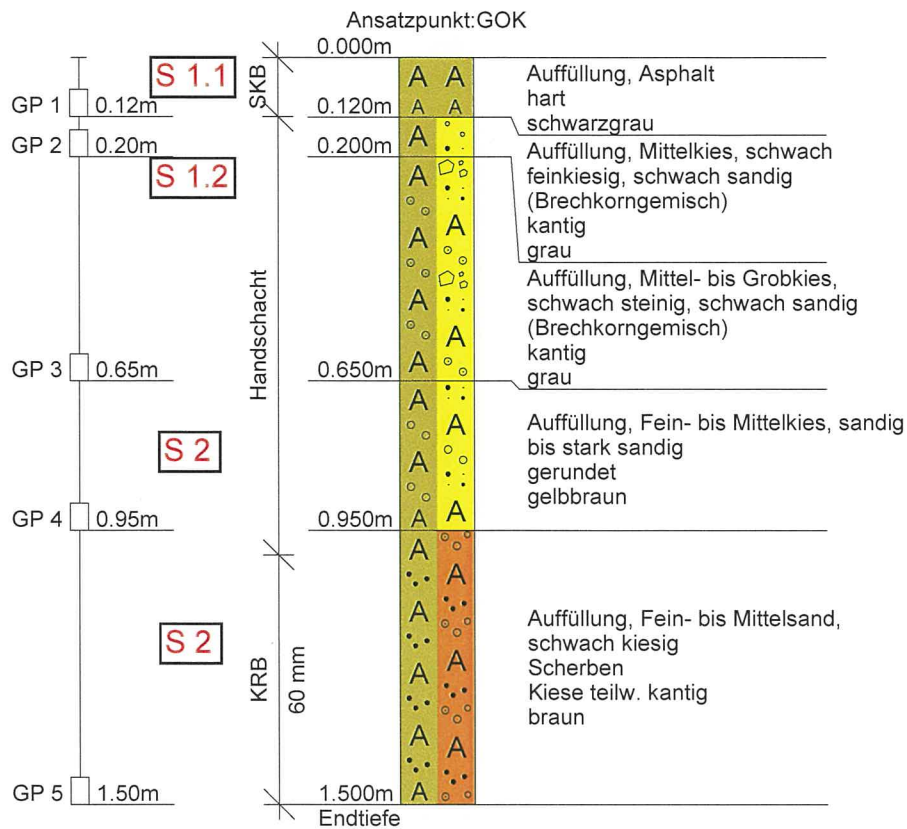 Ansatzpunkt:GOK
0.000m
S 1.1
SKB
A A
Auffüllung, Asphalt
hart
schwarzgrau
GP 1 0.12m
0.120m
A A
GP 2 0.20m
0.200m
A
S 1.2
Auffüllung, Mittelkies, schwach
feinkiesig, schwach sandig
(Brechkorngemisch)
kantig
grau
A
A
A
Handschacht
Auffüllung, Mittel- bis Grobkies,
schwach steinig, schwach sandig
(Brechkorngemisch)
kantig
grau
A
A
A
GP 3 0.65m
0.650m
A
A
A
S 2
Auffüllung, Fein- bis Mittelkies, sandig
bis stark sandig
gerundet
gelbbraun
GP 4 0.95m
0.950m
A A
A
A
A
S 2
KRB
60 mm
Auffüllung, Fein- bis Mittelsand,
schwach kiesig
Scherben
Kiese teilw. kantig
braun
A
A
A
A
A
GP 5 1.50m
1.500m
A
Endtiefe